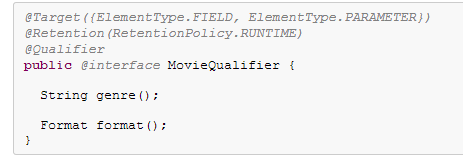 @Target({ElementType.FIELD, ElementType.PARAMETER})
@Retention(RetentionPolicy.RUNTIME)
@Qualifier
public @interface MovieQualifier {
String genre();
Format format();
}